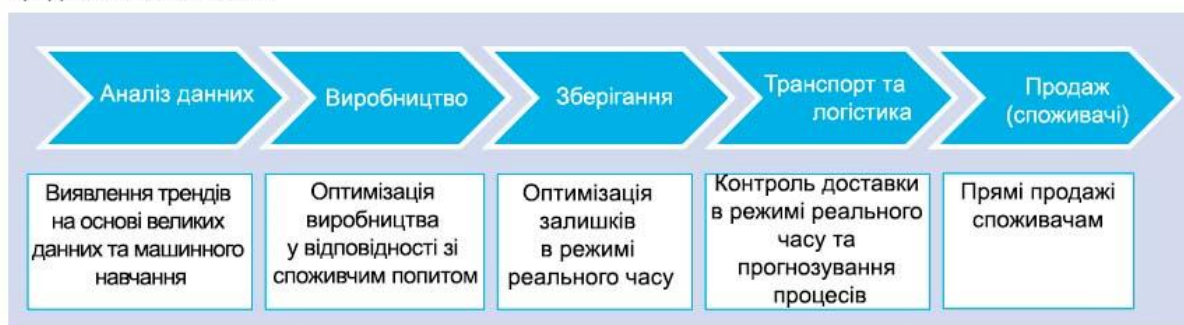 Аналіз данних
Виробництво
Зберігання
Транспорт та
логістика
Продаж
(споживачі)
Виявлення трендів
на основі великих
данних та машинного
навчання
Оптимізація
виробництва
у відповідності зі
споживчим попитом
Оптимізація
залишків
в режимі
реального часу
Контроль доставки
в режимі реального
часу та
прогнозування
процесів
Прямі продажі
споживачам